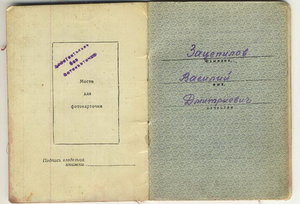 Действительно
без
фотокарточки
Место
для
фотокарточки
Подпись владельца
книжки
Зацепилов
фамилия
Василий
имя
Дмитриевич
отчество